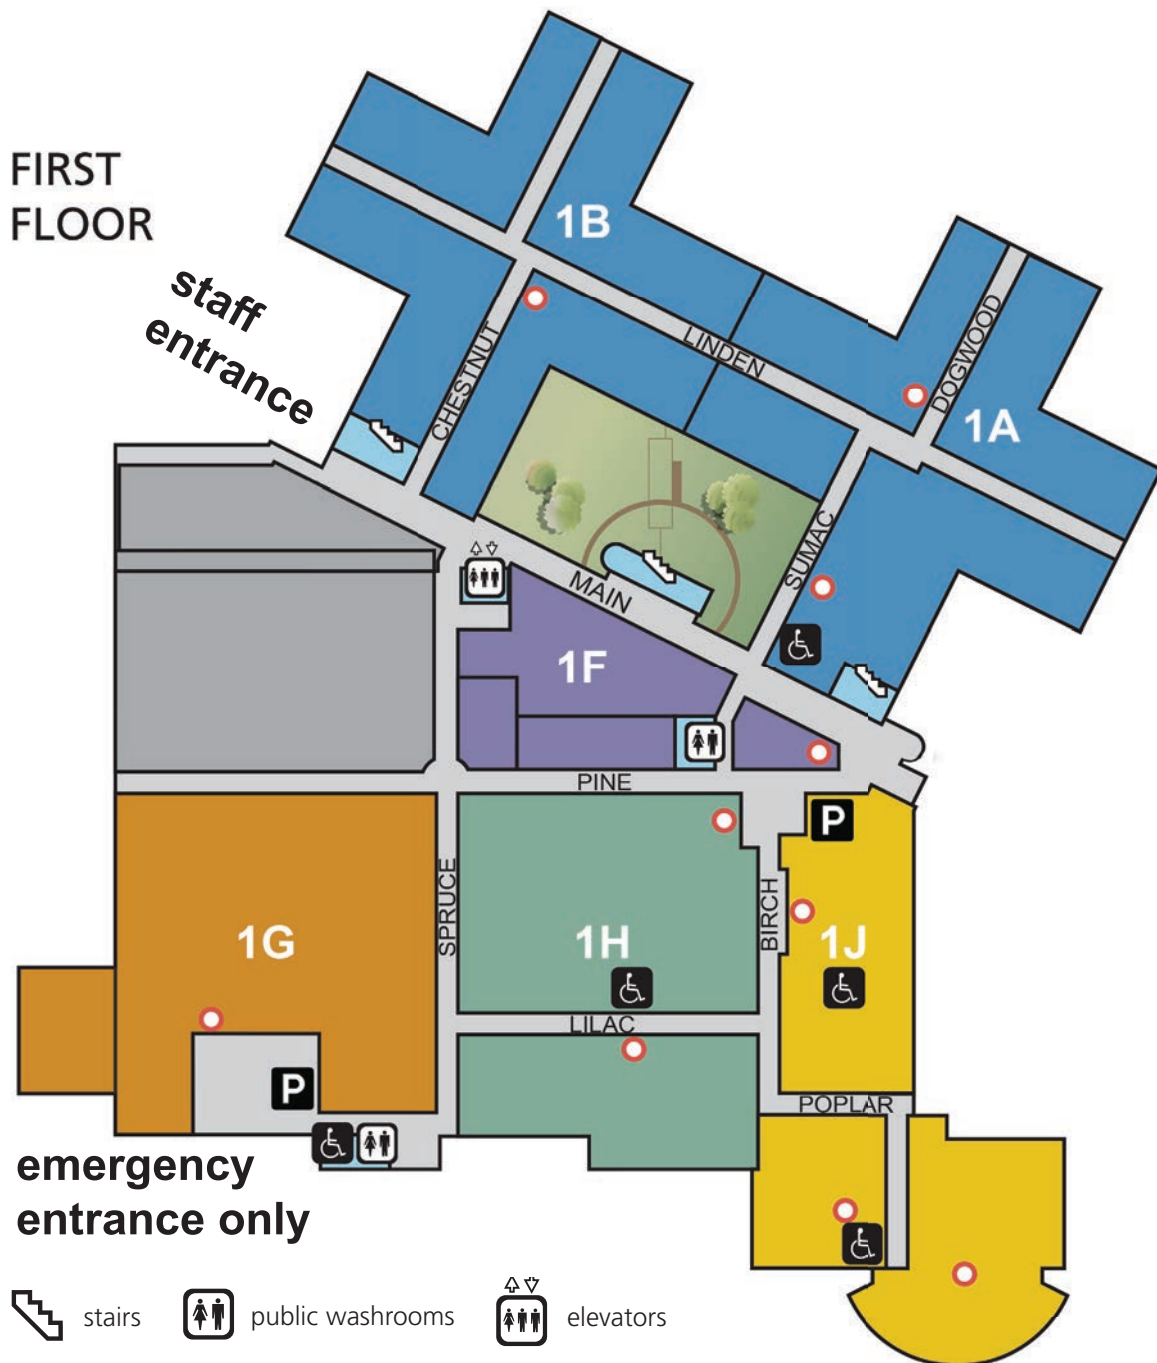 FIRST
FLOOR
staff
entrance
1B
CHESTNUT
LINDEN
DOGWOOD
1A
SUMAC
MAIN
1F
PINE
P
SPRUCE
BIRCH
1G
1H
1J
LILAC
P
POPLAR
emergency
entrance only
stairs
public washrooms
elevators